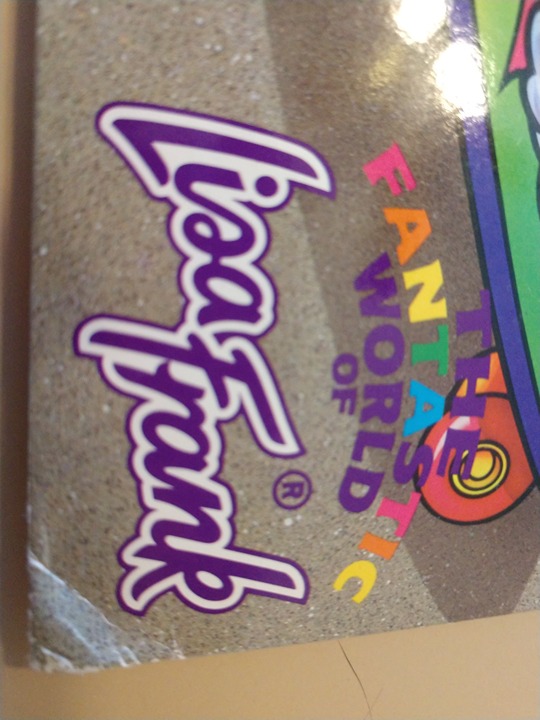 THE
FANTASTIC
WORLD
OF
Lisa Frank®